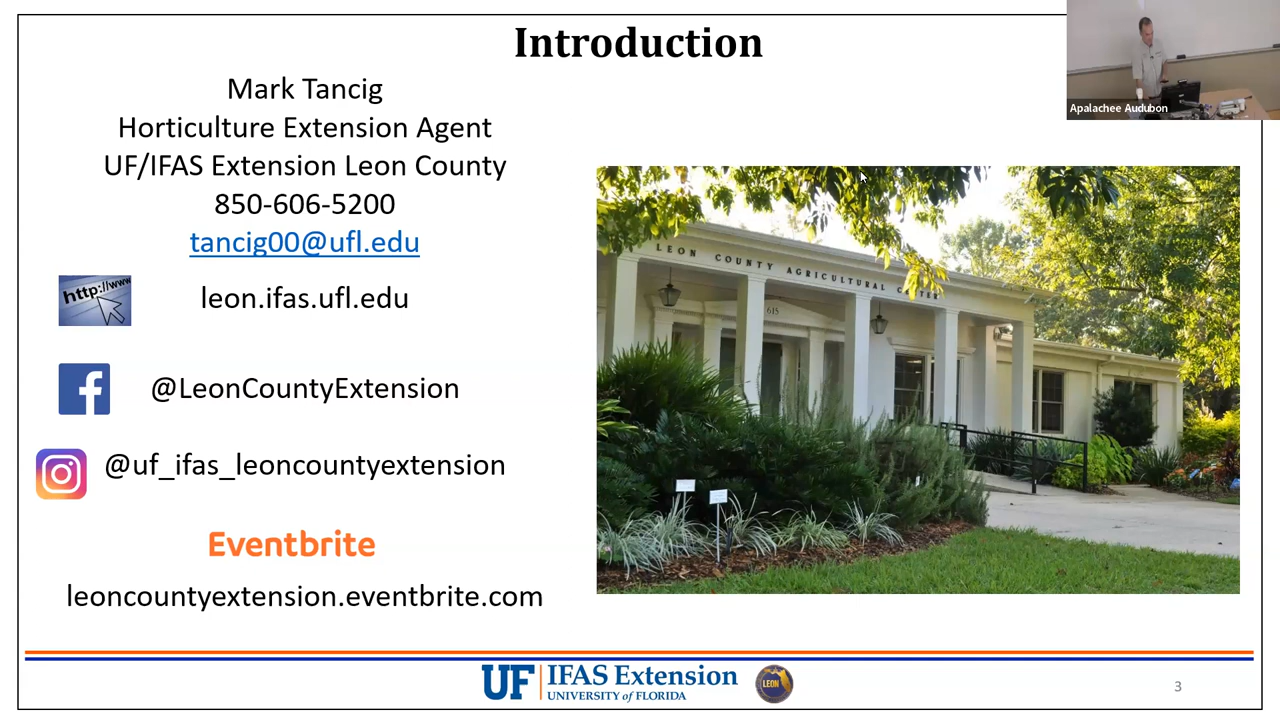 Introduction
Mark Tancig
Horticulture Extension Agent
UF/IFAS Extension Leon County
850-606-5200
tancig00@ufl.edu
http://www
leon.ifas.ufl.edu
@LeonCountyExtension
@uf_ifas_leoncountyextension
Eventbrite
leoncountyextension.eventbrite.com
Apalachee Audubon
LEON COUNTY AGRICULTURAL CENTER
615
UF IFAS Extension
UNIVERSITY of FLORIDA
LEON
3